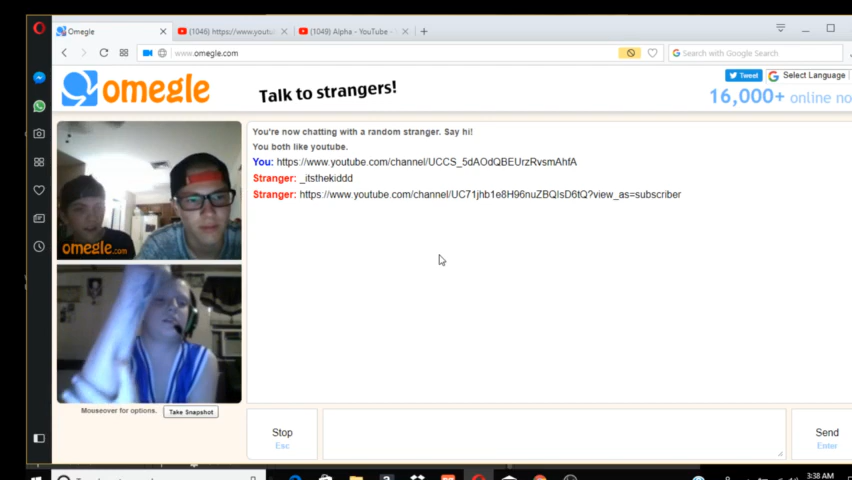 Omegle
(1046) https://www.youtu
(1049) Alpha - YouTube -
www.omegle.com
Search with Google Search
omegle
Talk to strangers!
Tweet
Select Language
16,000+ online no
You're now chatting with a random stranger. Say hi!
You both like youtube.
You: https://www.youtube.com/channel/UCCS_5dAOdQBEUrzRvsmAhfA
Stranger: _itsthekiddd
Stranger: https://www.youtube.com/channel/UC71jhb1e8H96nuZBQIsD6tQ?view_as=subscriber
omegle.com
Mouseover for options.
Take Snapshot
Stop
Esc
Send
Enter
3:38 AM